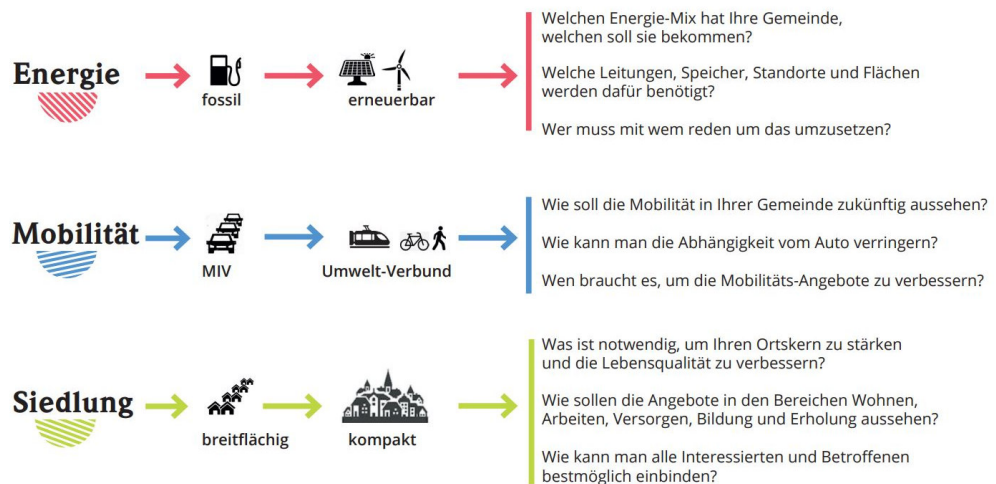 Energie
fossil
erneuerbar
Welchen Energie-Mix hat Ihre Gemeinde,
welchen soll sie bekommen?
Welche Leitungen, Speicher, Standorte und Flächen
werden dafür benötigt?
Wer muss mit wem reden um das umzusetzen?
Mobilität
MIV
Umwelt-Verbund
Wie soll die Mobilität in Ihrer Gemeinde zukünftig aussehen?
Wie kann man die Abhängigkeit vom Auto verringern?
Wen braucht es, um die Mobilitäts-Angebote zu verbessern?
Siedlung
breitflächig
kompakt
Was ist notwendig, um Ihren Ortskern zu stärken
und die Lebensqualität zu verbessern?
Wie sollen die Angebote in den Bereichen Wohnen,
Arbeiten, Versorgen, Bildung und Erholung aussehen?
Wie kann man alle Interessierten und Betroffenen
bestmöglich einbinden?